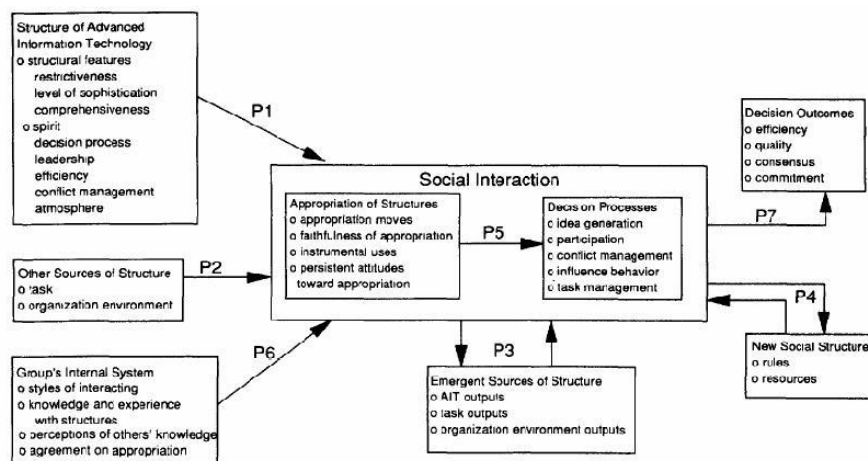 Structure of Advanced
Information Technology
o structural features
restrictiveness
level of sophistication
comprehensiveness
o spirit
decision process
leadership
efficiency
conflict management
atmosphere
P1
Other Sources of Structure
o task
o organization environment
P2
Group's Internal System
o styles of interacting
o knowledge and experience
with structures
o perceptions of others' knowledge
o agreement on appropriation
P6
Social Interaction
Appropriation of Structures
o appropriation moves
o faithfulness of appropriation
o instrumental uses
o persistent attitudes
toward appropriation
P5
Decision Processes
o idea generation
o participation
o conflict management
o influence behavior
o task management
P3
Emergent Sources of Structure
o AIT outputs
o task outputs
o organization environment outputs
Decision Outcomes
o efficiency
o quality
o consensus
o commitment
P7
P4
New Social Structure
o rules
o resources